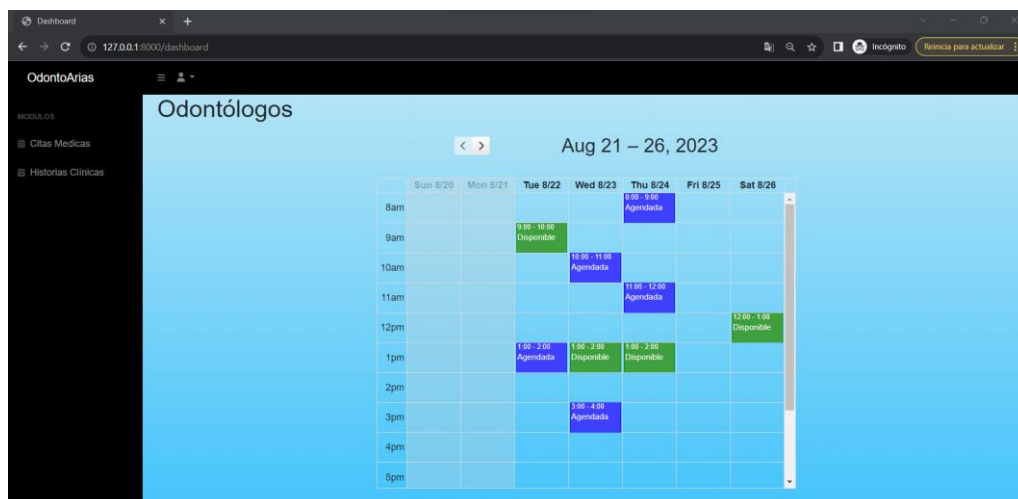 Dashboard
127.0.0.1:8000/dashboard
Incógnito
Reinicia para actualizar
OdontoArias
MODULOS
Citas Medicas
Historias Clínicas
Odontólogos
Aug 21 – 26, 2023
Sun 8/20 Mon 8/21 Tue 8/22 Wed 8/23 Thu 8/24 Fri 8/25 Sat 8/26
8am
8:00 - 9:00
Agendada
9am
9:00 - 10:00
Disponible
10am
10:00 - 11:00
Agendada
11am
11:00 - 12:00
Agendada
12pm
12:00 - 1:00
Disponible
1pm
1:00 - 2:00 1:00 - 2:00 1:00 - 2:00
Agendada Disponible Disponible
2pm
3pm
3:00 - 4:00
Agendada
4pm
5pm